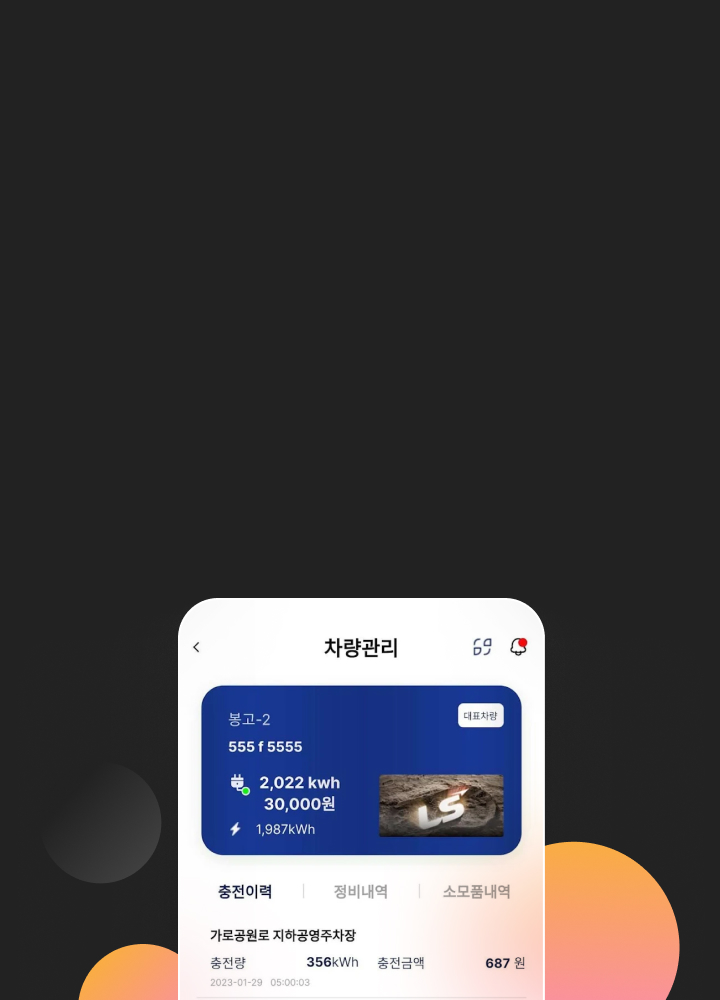 차량관리
봉고-2
대표차량
555 f 5555
2,022 kwh
30,000원
LS
1,987kWh
충전이력 정비내역 소모품내역
가로공원로 지하공영주차장
충전량 356kWh 충전금액 687 원
2023-01-29 05:00:03